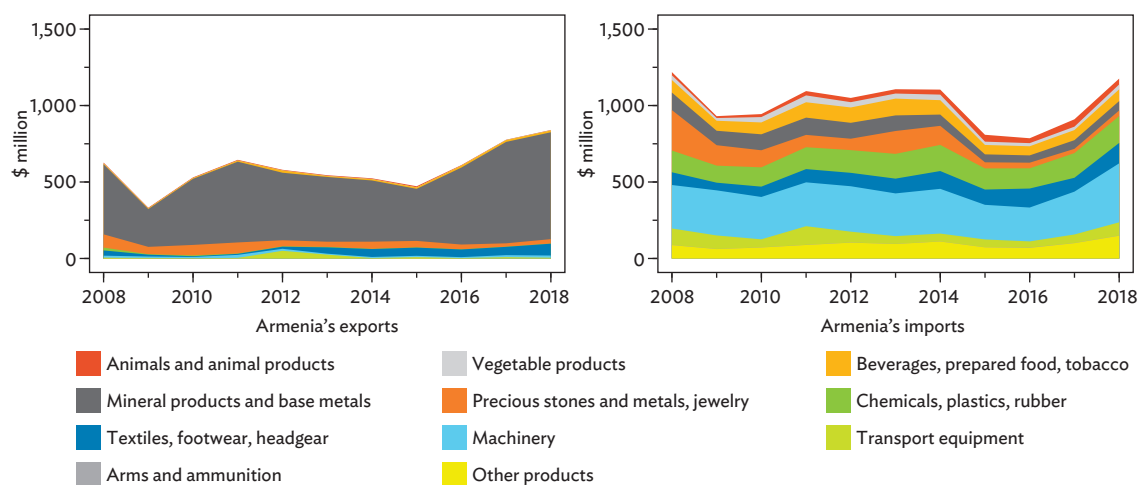 $ million
1,500
1,000
500
0
2008 2010 2012 2014 2016 2018
Armenia's exports
$ million
1,500
1,000
500
0
2008 2010 2012 2014 2016 2018
Armenia's imports
Animals and animal products
Vegetable products
Beverages, prepared food, tobacco
Mineral products and base metals
Precious stones and metals, jewelry
Chemicals, plastics, rubber
Textiles, footwear, headgear
Machinery
Transport equipment
Arms and ammunition
Other products